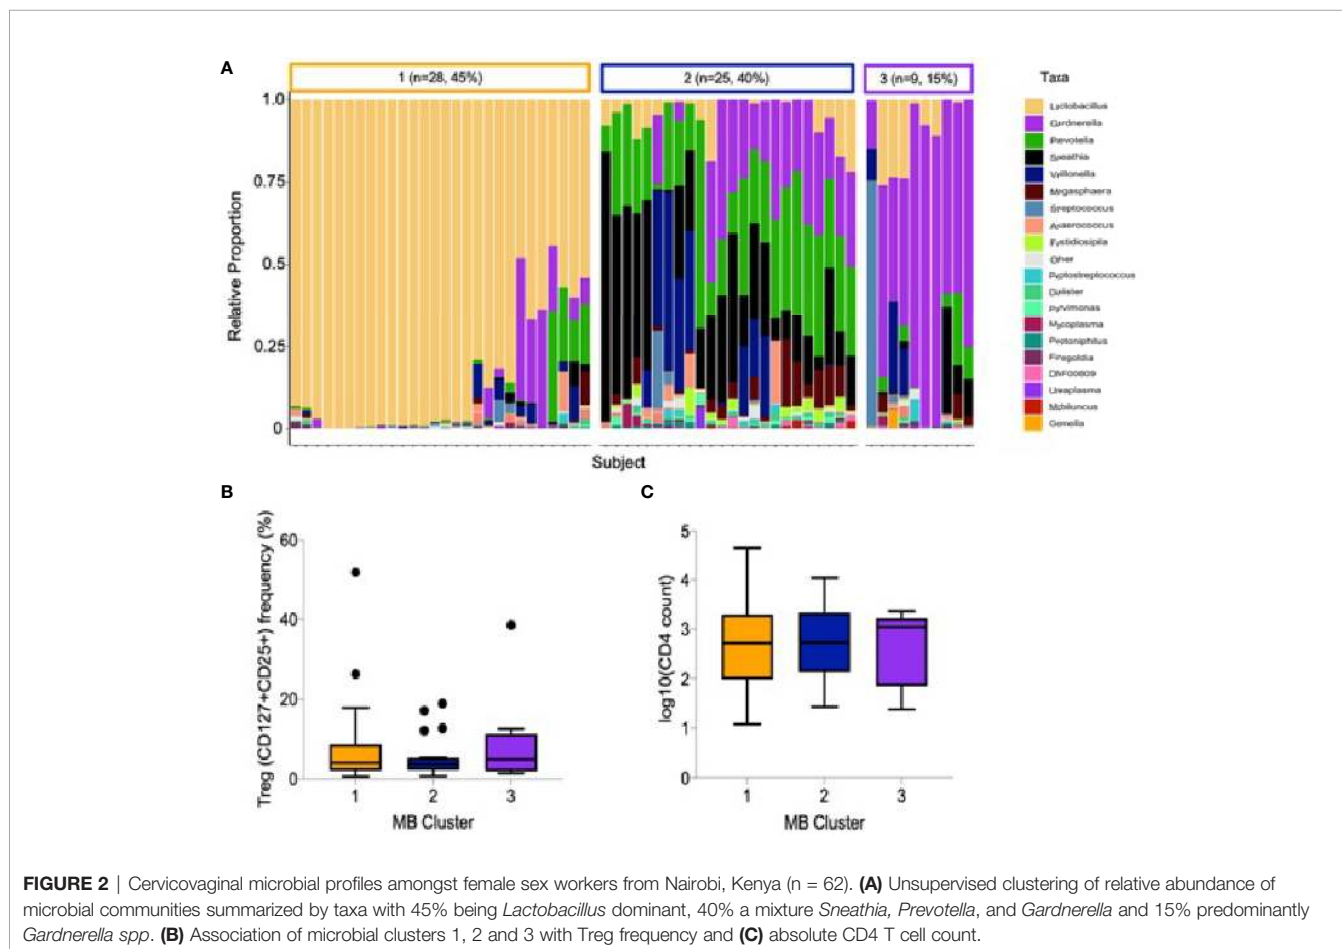 A
1 (n=28, 45%)
2 (n=25, 40%)
3 (n=9, 15%)
Taxa
Lactobacillus
Gardnerella
Prevotella
Sneathia
Veillonella
Megasphaera
Streptococcus
Anaerococcus
Fastidiosipila
Other
Peptostreptococcus
Dialister
Parvimonas
Mycoplasma
Peptoniphilus
Finegoldia
Ureaplasma
Mobiluncus
Gemella
1.0
0.75
0.5
0.25
0
Relative Proportion
Subject
B
Treg (CD127+CD25+) frequency (%)
60
40
20
0
1 2 3
MB Cluster
C
log10(CD4 count)
5
4
3
2
1
0
1 2 3
MB Cluster
FIGURE 2 | Cervicovaginal microbial profiles amongst female sex workers from Nairobi, Kenya (n = 62). (A) Unsupervised clustering of relative abundance of
microbial communities summarized by taxa with 45% being Lactobacillus dominant, 40% a mixture Sneathia, Prevotella, and Gardnerella and 15% predominantly
Gardnerella spp. (B) Association of microbial clusters 1, 2 and 3 with Treg frequency and (C) absolute CD4 T cell count.